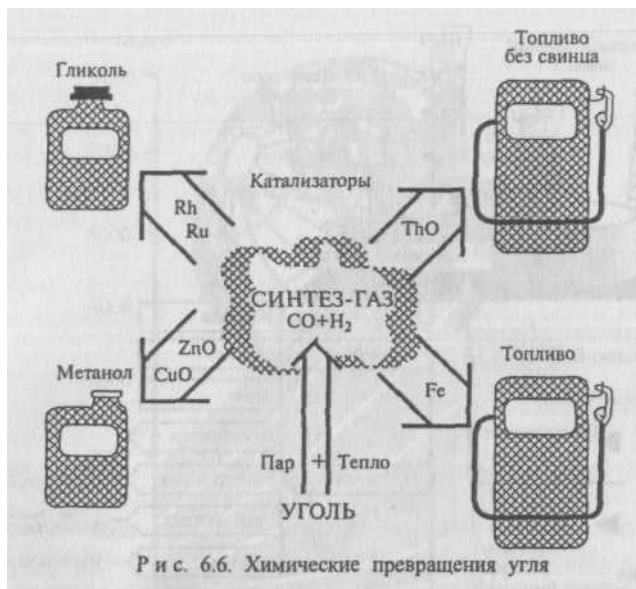 Гликоль
Топливо
без свинца
Катализаторы
Rh
Ru
ThO
СИНТЕЗ-ГАЗ
CO+H₂
ZnO
CuO
Метанол
Fe
Топливо
Пар + Тепло
УГОЛЬ
Рис. 6.6. Химические превращения угля